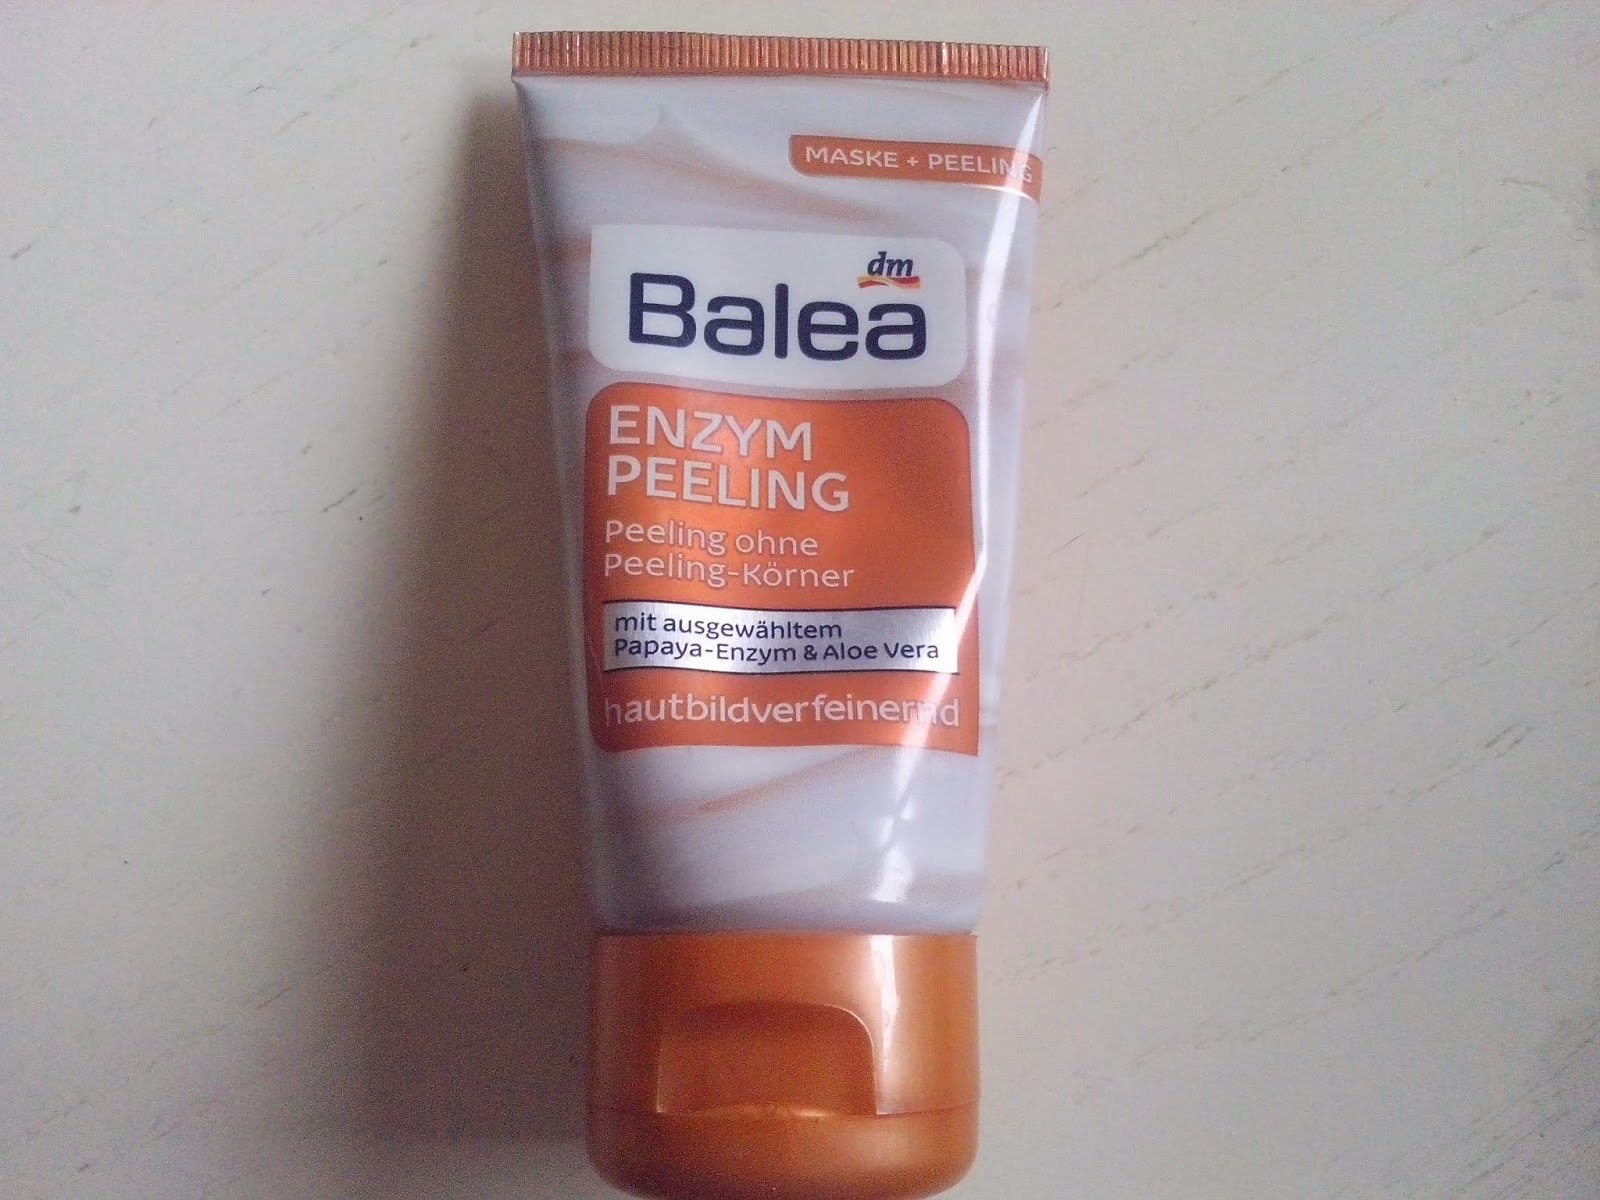 MASKE + PEELING
dm
Balea
ENZYM
PEELING
Peeling ohne
Peeling-Körner
mit ausgewähltem
Papaya-Enzym & Aloe Vera
hautbildverfeinernd